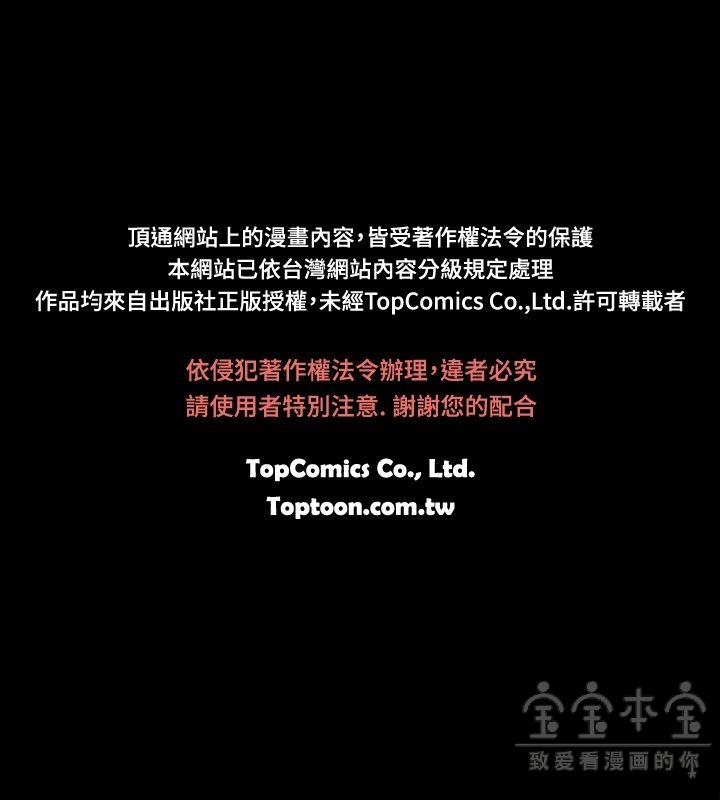 頂通網站上的漫畫內容，皆受著作權法令的保護
本網站已依台灣網站內容分級規定處理
作品均來自出版社正版授權，未經TopComics Co.,Ltd.許可轉載者
依侵犯著作權法令辦理，違者必究
請使用者特別注意. 謝謝您的配合
TopComics Co., Ltd.
Toptoon.com.tw
宝宝本宝
致爱看漫画的你*